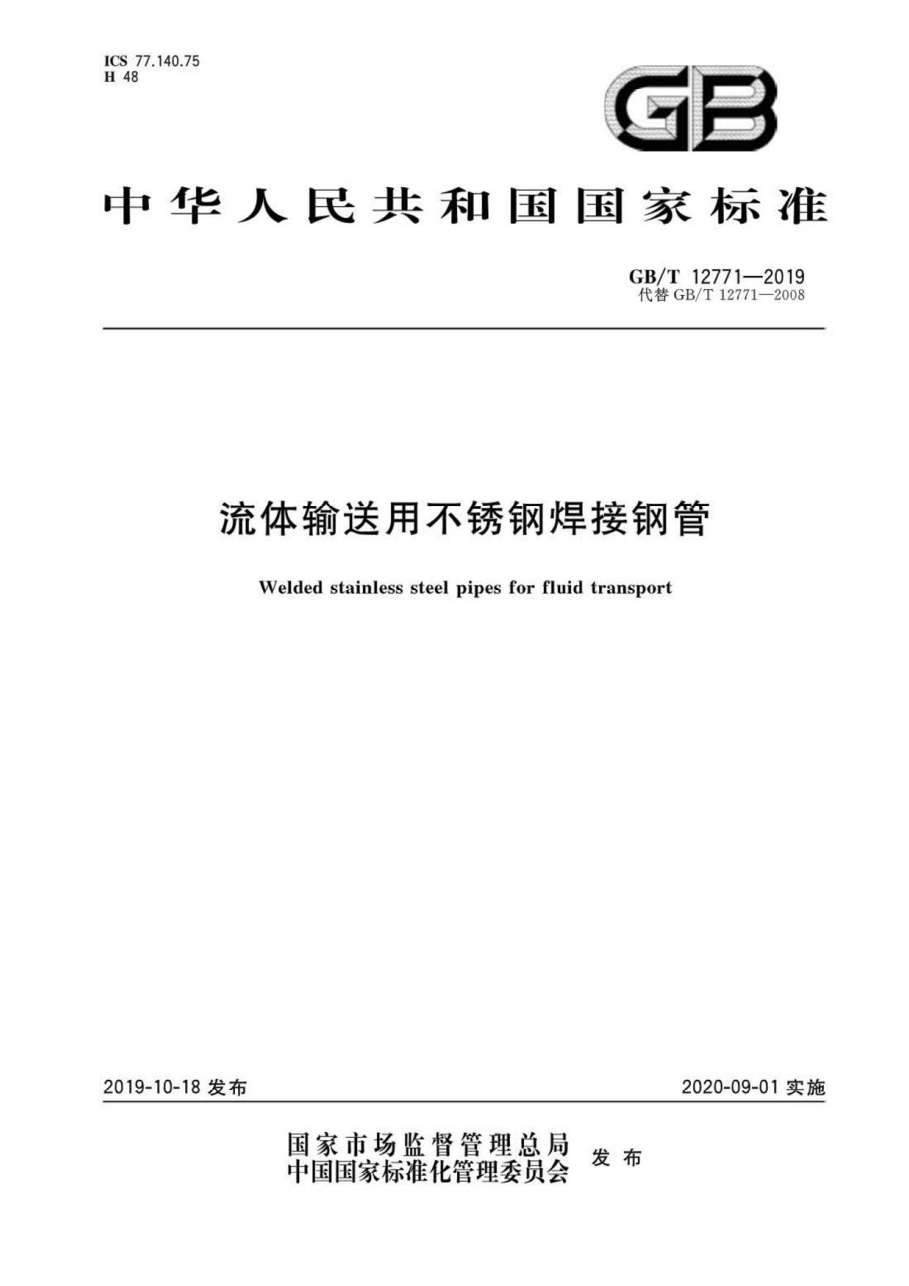 ICS 77.140.75
H 48
GB
中华人民共和国国家标准
GB/T 12771—2019
代替 GB/T 12771—2008
流体输送用不锈钢焊接钢管
Welded stainless steel pipes for fluid transport
2019-10-18 发布
2020-09-01 实施
国家市场监督管理总局
中国国家标准化管理委员会
发布